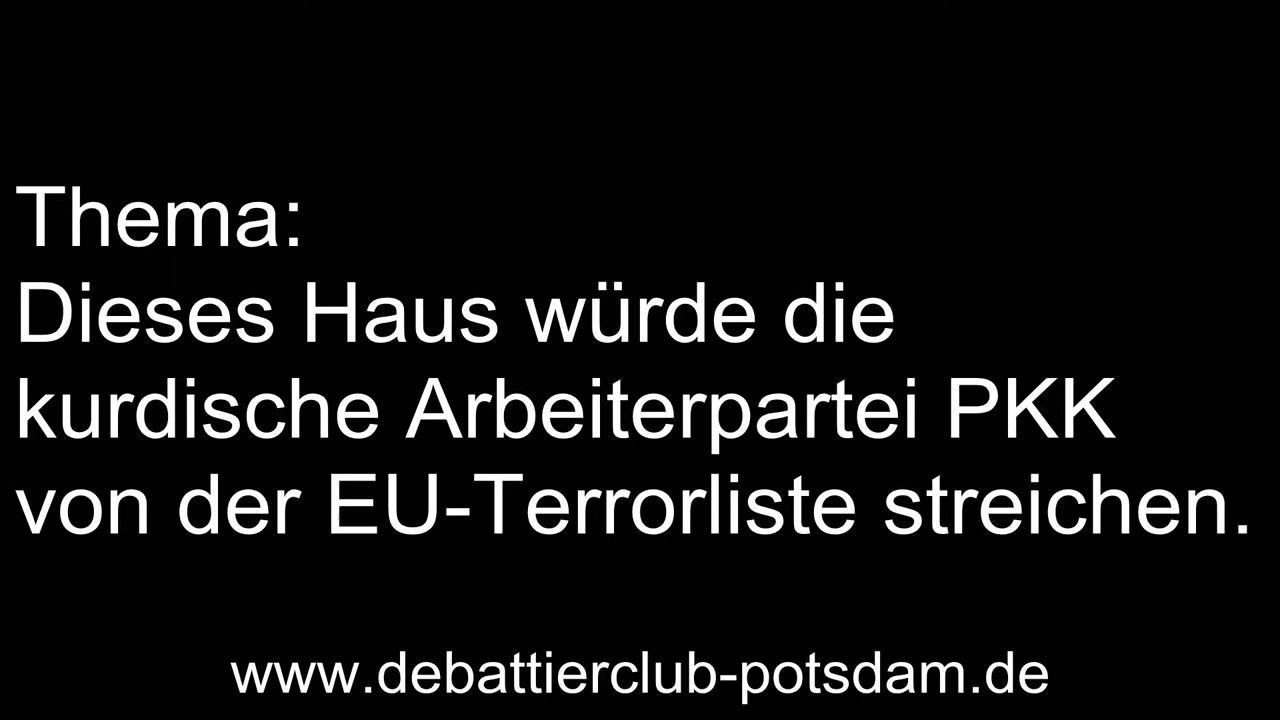 Thema:
Dieses Haus würde die
kurdische Arbeiterpartei PKK
von der EU-Terrorliste streichen.
www.debattierclub-potsdam.de